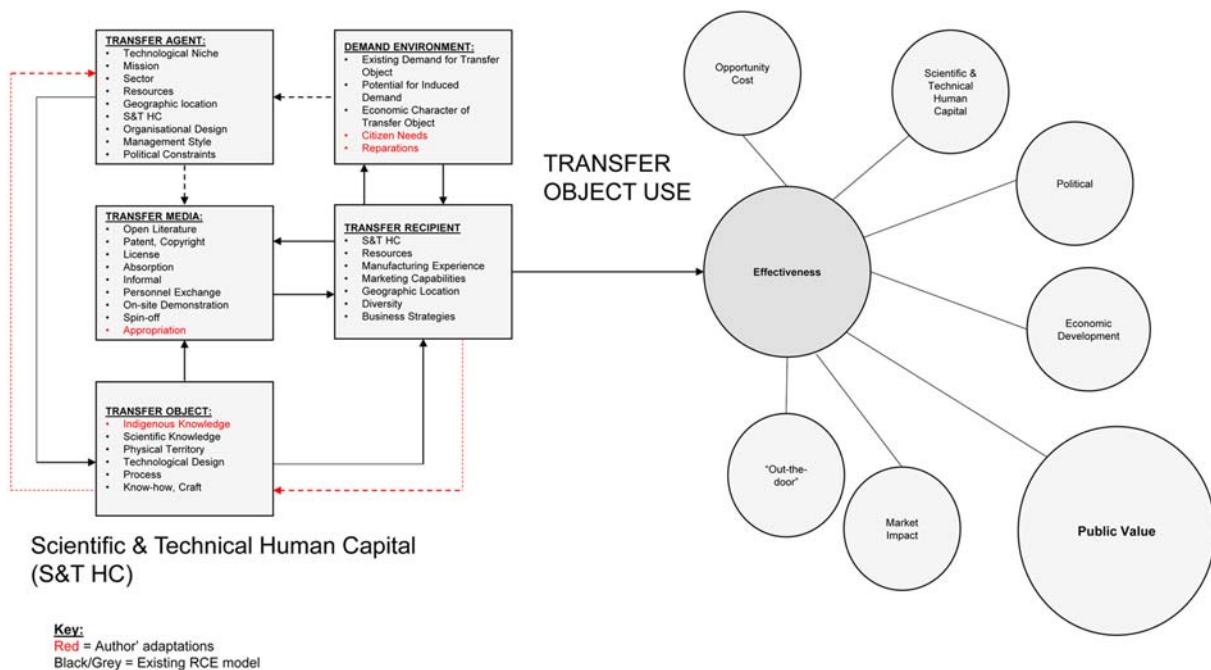 TRANSFER AGENT:
• Technological Niche
• Mission
• Sector
• Resources
• Geographic location
• S&T HC
• Organisational Design
• Management Style
• Political Constraints
DEMAND ENVIRONMENT:
• Existing Demand for Transfer
Object
• Potential for Induced
Demand
• Economic Character of
Transfer Object
• Citizen Needs
• Reparations
TRANSFER MEDIA:
• Open Literature
• Patent, Copyright
• License
• Absorption
• Informal
• Personnel Exchange
• On-site Demonstration
• Spin-off
• Appropriation
TRANSFER RECIPIENT
• S&T HC
• Resources
• Manufacturing Experience
• Marketing Capabilities
• Geographic Location
• Diversity
• Business Strategies
TRANSFER OBJECT:
• Indigenous Knowledge
• Scientific Knowledge
• Physical Territory
• Technological Design
• Process
• Know-how, Craft
Scientific & Technical Human Capital
(S&T HC)
Key:
Red = Author' adaptations
Black/Grey = Existing RCE model
TRANSFER
OBJECT USE
Opportunity
Cost
Scientific &
Technical
Human
Capital
Political
Effectiveness
Economic
Development
"Out-the-
door"
Market
Impact
Public Value